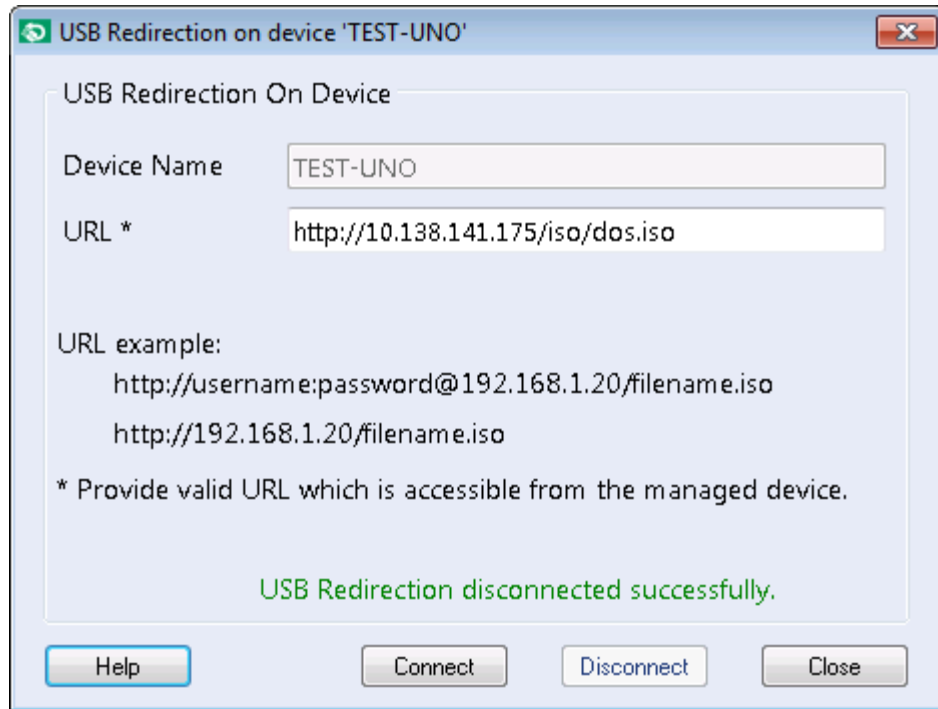 USB Redirection on device 'TEST-UNO'
USB Redirection On Device
Device Name
TEST-UNO
URL *
http://10.138.141.175/iso/dos.iso
URL example:
http://username:password@192.168.1.20/filename.iso
http://192.168.1.20/filename.iso
* Provide valid URL which is accessible from the managed device.
USB Redirection disconnected successfully.
Help
Connect
Disconnect
Close